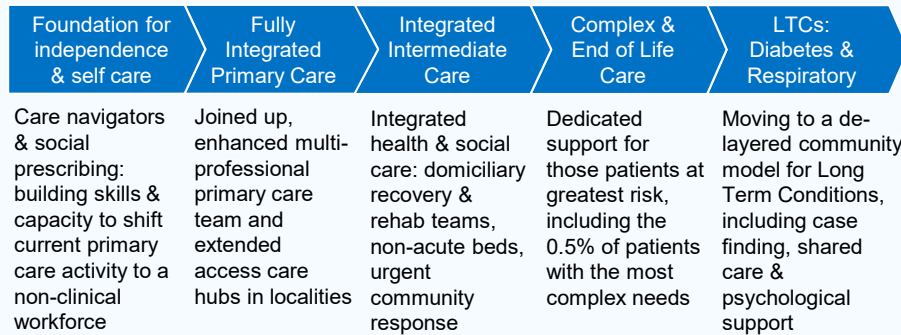 Foundation for
independence
& self care
Fully
Integrated
Primary Care
Integrated
Intermediate
Care
Complex &
End of Life
Care
LTCs:
Diabetes &
Respiratory
Care navigators
& social
prescribing:
building skills &
capacity to shift
current primary
care activity to a
non-clinical
workforce
Joined up,
enhanced multi-
professional
primary care
team and
extended
access care
hubs in localities
Integrated
health & social
care: domiciliary
recovery &
rehab teams,
non-acute beds,
urgent
community
response
Dedicated
support for
those patients at
greatest risk,
including the
0.5% of patients
with the most
complex needs
Moving to a de-
layered community
model for Long
Term Conditions,
including case
finding, shared
care &
psychological
support